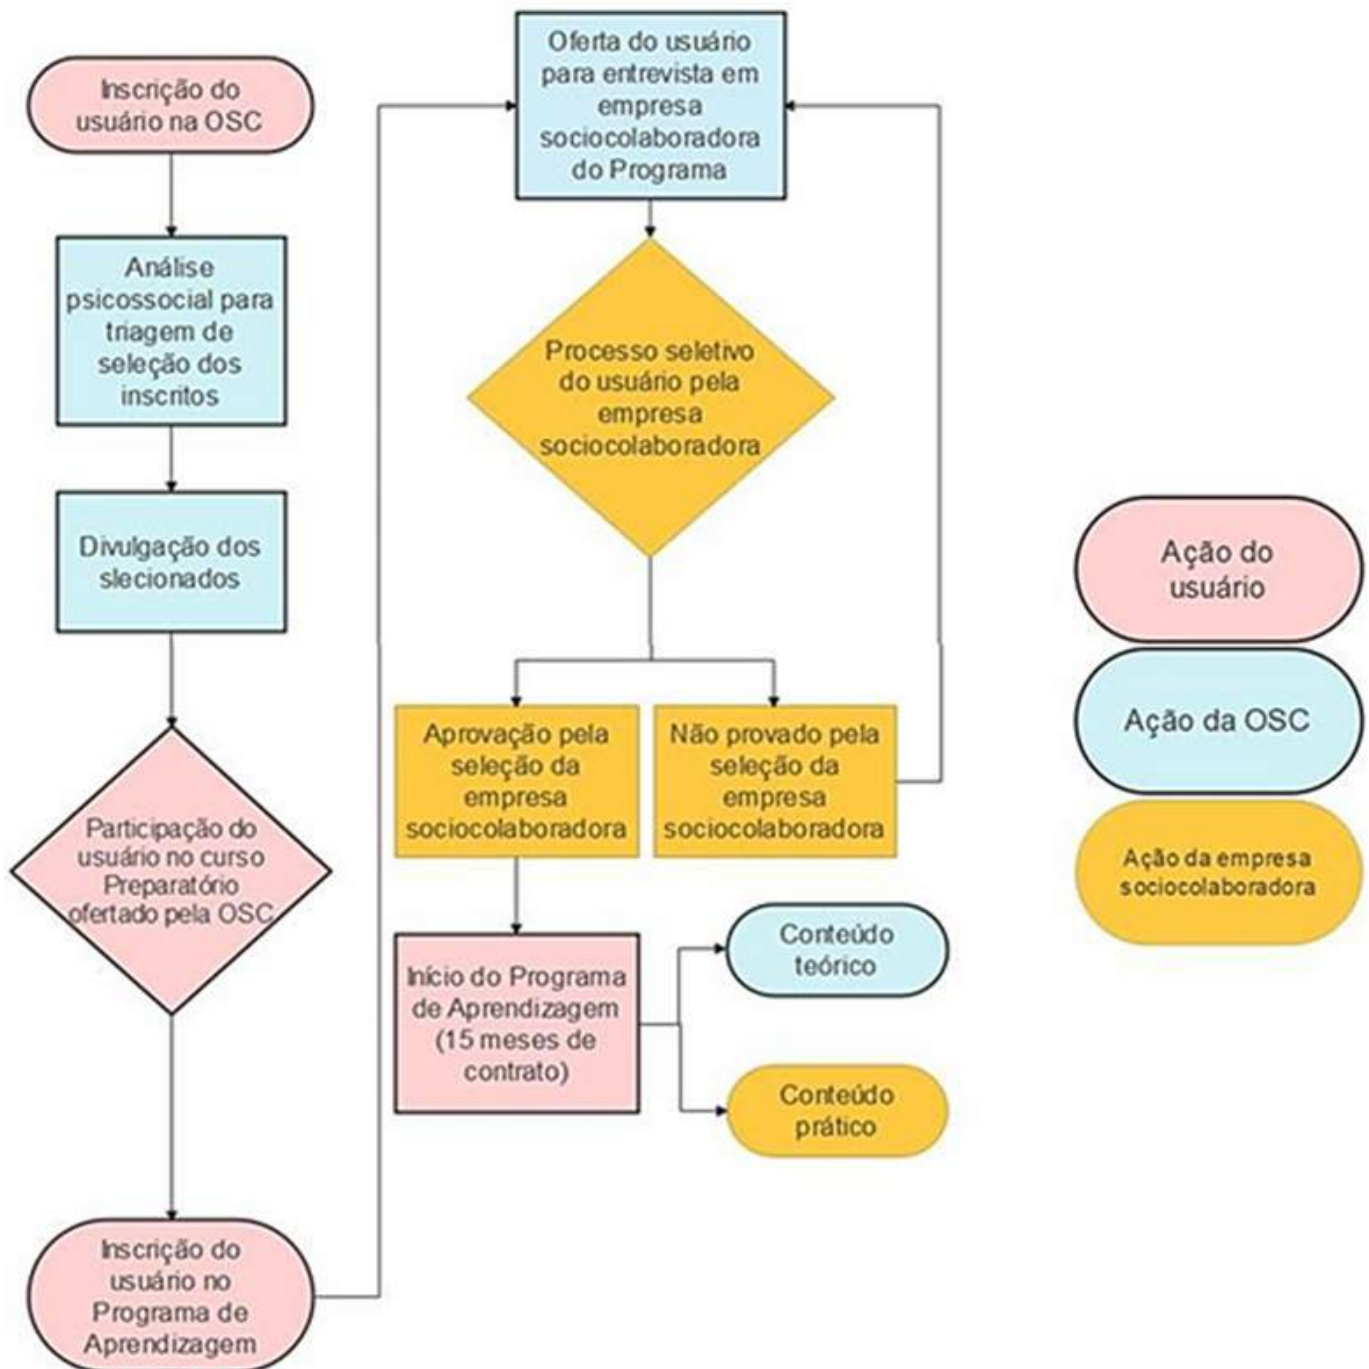 Inscrição do
usuário na OSC
Análise
psicossocial para
triagem de
seleção dos
inscritos
Divulgação dos
slecionados
Participação do
usuário no curso
Preparatório
ofertado pela OSC
Inscrição do
usuário no
Programa de
Aprendizagem
Oferta do usuário
para entrevista em
empresa
sociocolaboradora
do Programa
Processo seletivo
do usuário pela
empresa
sociocolaboradora
Aprovação pela
seleção da
empresa
sociocolaboradora
Não provado pela
seleção da
empresa
sociocolaboradora
Início do Programa
de Aprendizagem
(15 meses de
contrato)
Conteúdo
teórico
Conteúdo
prático
Ação do
usuário
Ação da OSC
Ação da empresa
sociocolaboradora